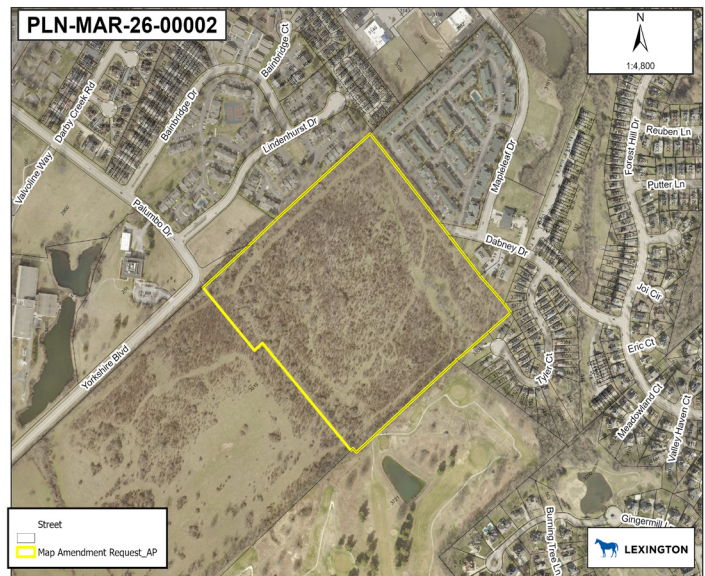 PLN-MAR-26-00002
N
1:4,800
Bainbridge Ct
Darby Creek Rd
Bainbridge Dr
Lindenhurst Dr
Valvoline Way
Palumbo Dr
Mapleleaf Dr
Forest Hill Dr
Reuben Ln
Putter Ln
Dabney Dr
Joi Cir
Yorkshire Blvd
Eric Ct
Tyler Ct
Meadowland Ct
Valley Haven Ct
Burning Tree Ln
Gingermill L
Street
Map Amendment Request_AP
LEXINGTON